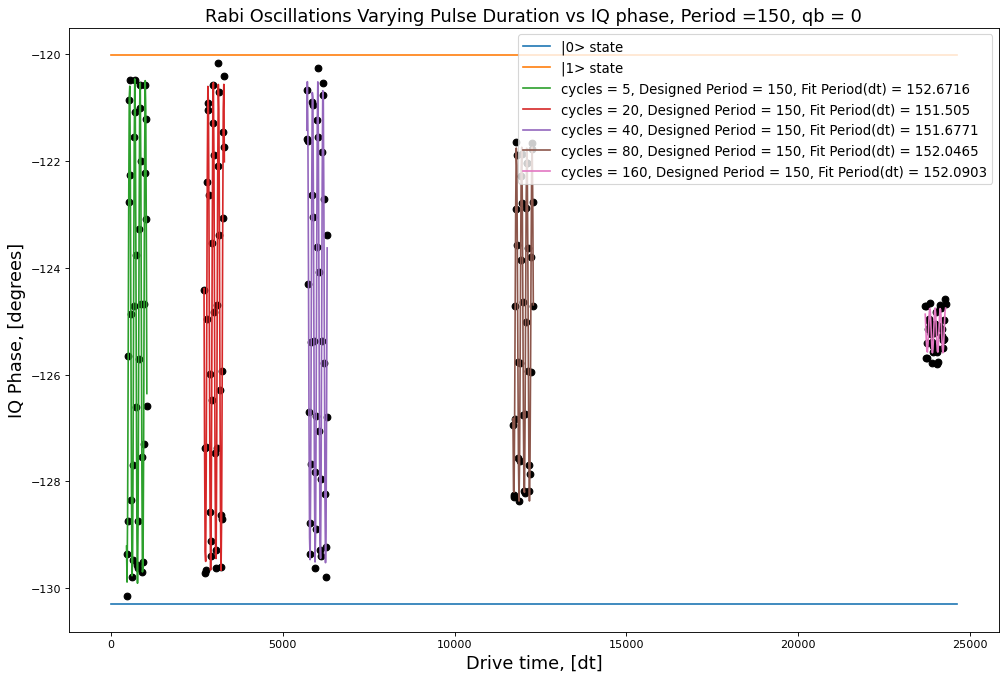 Rabi Oscillations Varying Pulse Duration vs IQ phase, Period =150, qb = 0
|0> state
|1> state
cycles = 5, Designed Period = 150, Fit Period(dt) = 152.6716
cycles = 20, Designed Period = 150, Fit Period(dt) = 151.505
cycles = 40, Designed Period = 150, Fit Period(dt) = 151.6771
cycles = 80, Designed Period = 150, Fit Period(dt) = 152.0465
cycles = 160, Designed Period = 150, Fit Period(dt) = 152.0903
IQ Phase, [degrees]
−120
−122
−124
−126
−128
−130
0
5000
10000
15000
20000
25000
Drive time, [dt]